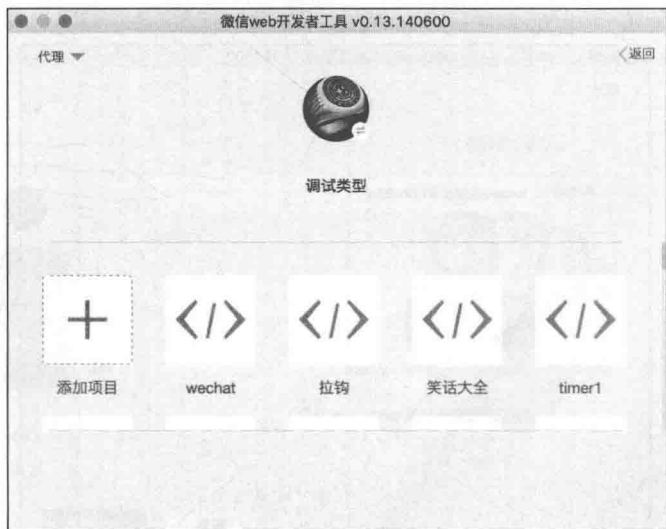 微信web开发者工具 v0.13.140600
代理
返回
调试类型
添加项目
wechat
拉钩
笑话大全
timer1